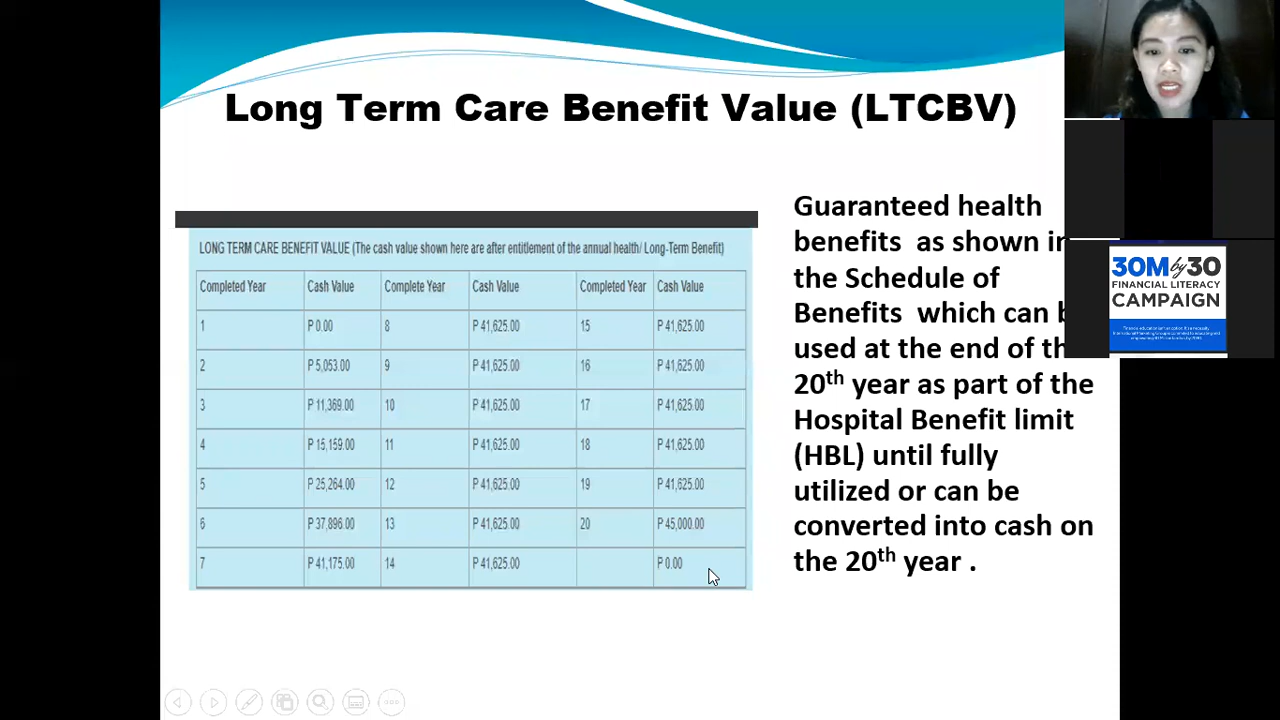 Long Term Care Benefit Value (LTCBV)
LONG TERM CARE BENEFIT VALUE (The cash value shown here are after entitlement of the annual health/ Long-Term Benefit)
Completed Year Cash Value Complete Year Cash Value Completed Year Cash Value
1 P 0.00 8 P 41,625.00 15 P 41,625.00
2 P 5,053.00 9 P 41,625.00 16 P 41,625.00
3 P 11,369.00 10 P 41,625.00 17 P 41,625.00
4 P 15,159.00 11 P 41,625.00 18 P 41,625.00
5 P 25,264.00 12 P 41,625.00 19 P 41,625.00
6 P 37,896.00 13 P 41,625.00 20 P 45,000.00
7 P 41,175.00 14 P 41,625.00 P 0.00
Guaranteed health
benefits as shown in
the Schedule of
Benefits which can b
used at the end of th
20th year as part of the
Hospital Benefit limit
(HBL) until fully
utilized or can be
converted into cash on
the 20th year .
30M by 30
FINANCIAL LITERACY
CAMPAIGN